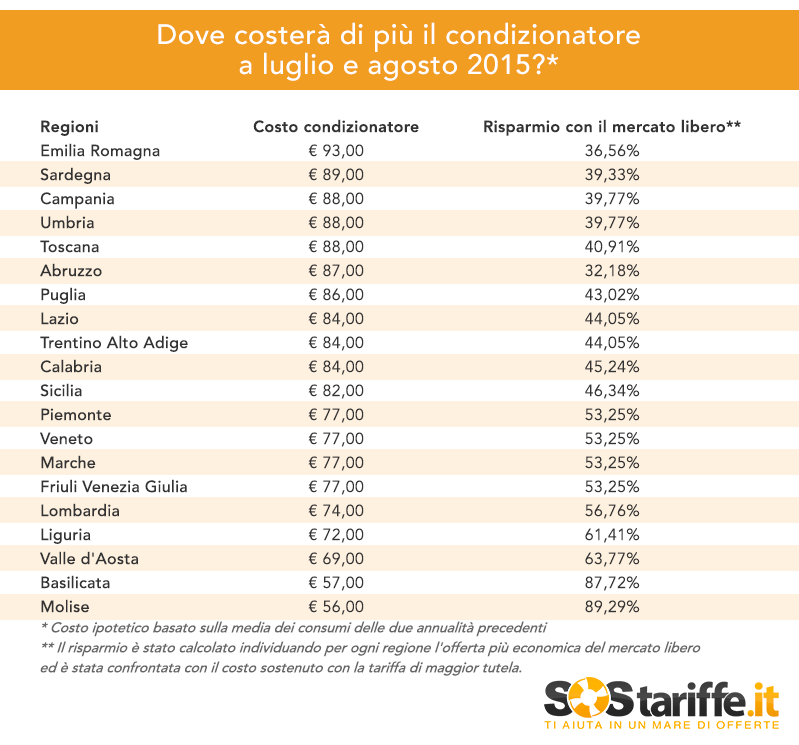 Dove costerà di più il condizionatore
a luglio e agosto 2015?*
Regioni Costo condizionatore Risparmio con il mercato libero**
Emilia Romagna € 93,00 36,56%
Sardegna € 89,00 39,33%
Campania € 88,00 39,77%
Umbria € 88,00 39,77%
Toscana € 88,00 40,91%
Abruzzo € 87,00 32,18%
Puglia € 86,00 43,02%
Lazio € 84,00 44,05%
Trentino Alto Adige € 84,00 44,05%
Calabria € 84,00 45,24%
Sicilia € 82,00 46,34%
Piemonte € 77,00 53,25%
Veneto € 77,00 53,25%
Marche € 77,00 53,25%
Friuli Venezia Giulia € 77,00 53,25%
Lombardia € 74,00 56,76%
Liguria € 72,00 61,41%
Valle d'Aosta € 69,00 63,77%
Basilicata € 57,00 87,72%
Molise € 56,00 89,29%
* Costo ipotetico basato sulla media dei consumi delle due annualità precedenti
** Il risparmio è stato calcolato individuando per ogni regione l'offerta più economica del mercato libero
ed è stata confrontata con il costo sostenuto con la tariffa di maggior tutela.
SOStariffe.it
TI AIUTA IN UN MARE DI OFFERTE